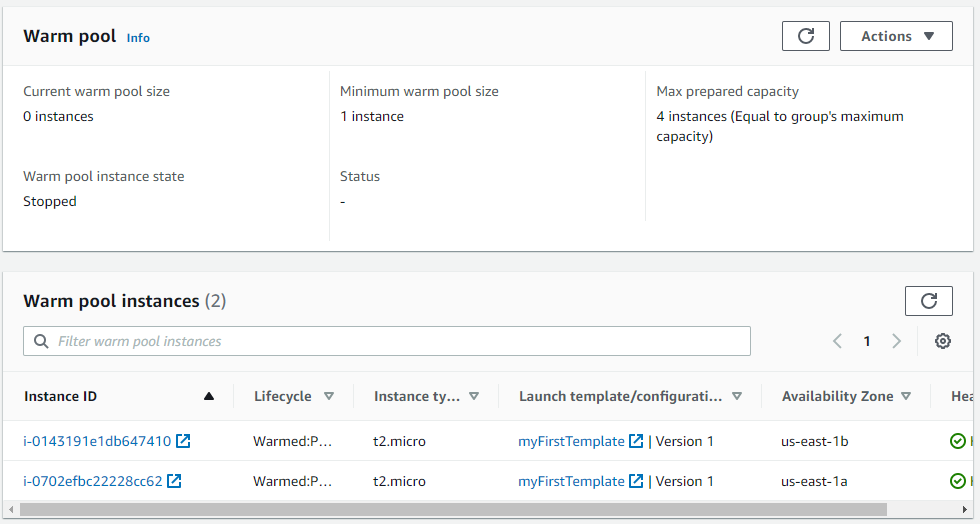 Warm pool Info
Actions
Current warm pool size
0 instances
Minimum warm pool size
1 instance
Max prepared capacity
4 instances (Equal to group's maximum
capacity)
Warm pool instance state
Stopped
Status
-
Warm pool instances (2)
Filter warm pool instances
1
Instance ID Lifecycle Instance ty... Launch template/configurati... Availability Zone Hea
i-0143191e1db647410 Warmed:P... t2.micro myFirstTemplate | Version 1 us-east-1b
i-0702efbc22228cc62 Warmed:P... t2.micro myFirstTemplate | Version 1 us-east-1a